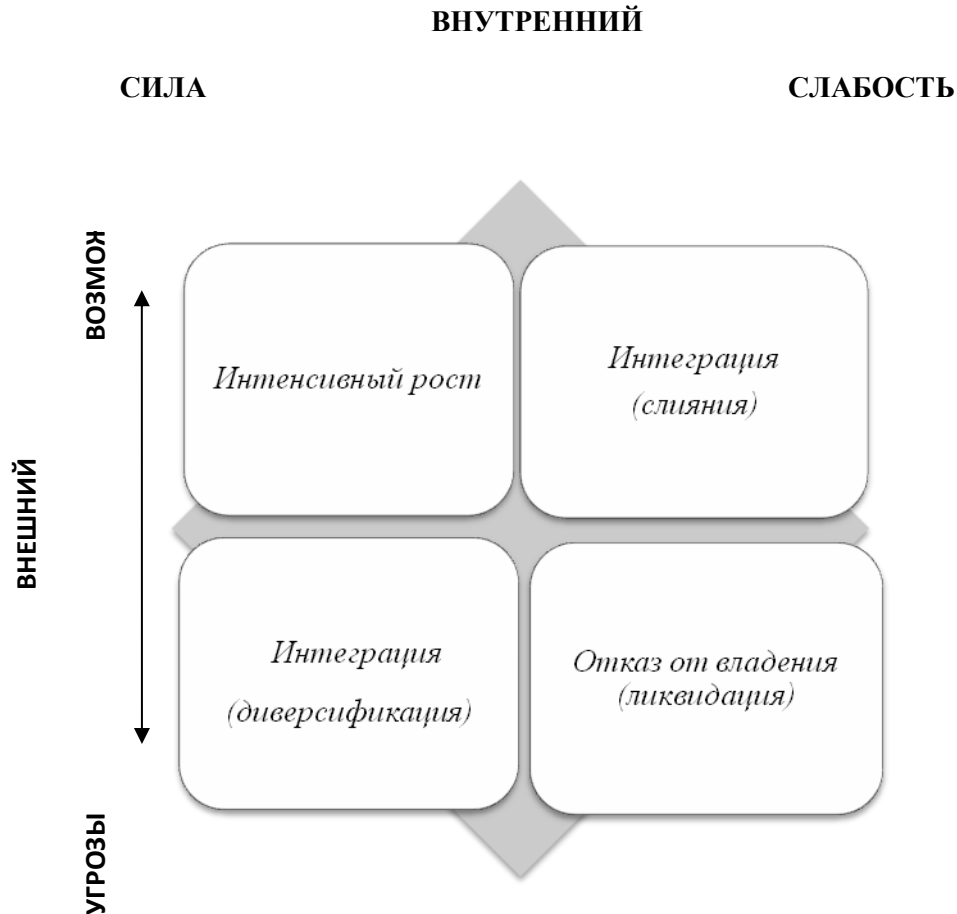 ВНУТРЕННИЙ
СИЛА СЛАБОСТЬ
ВОЗМОЖ
Интенсивный рост
Интеграция
(слияния)
ВНЕШНИЙ
Интеграция
(диверсификация)
Отказ от владения
(ликвидация)
УГРОЗЫ